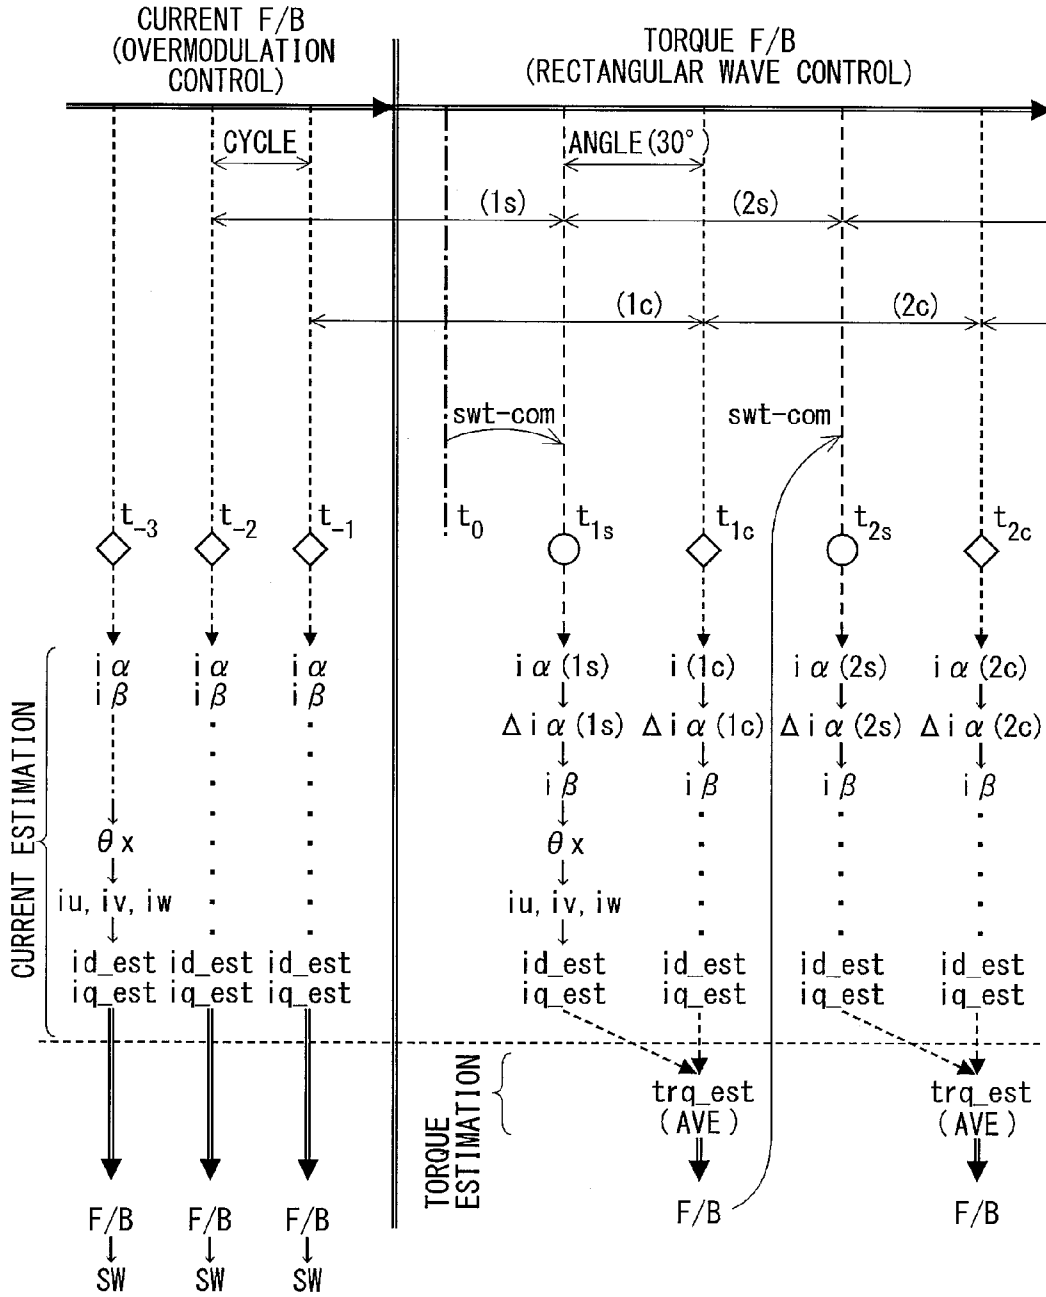 CURRENT F/B
(OVERMODULATION
CONTROL)
TORQUE F/B
(RECTANGULAR WAVE CONTROL)
CYCLE
ANGLE(30°)
(1s)
(2s)
(1c)
(2c)
swt-com
swt-com
t-3
t-2
t-1
t0
t1s
t1c
t2s
t2c
CURRENT ESTIMATION
iα iα iα iα(1s) i(1c) iα(2s) iα(2c)
iβ iβ iβ
Δiα(1s) Δiα(1c) Δiα(2s) Δiα(2c)
iβ iβ iβ iβ
θx θx
iu, iv, iw iu, iv, iw
id_est id_est id_est id_est id_est id_est id_est
iq_est iq_est iq_est iq_est iq_est iq_est iq_est
TORQUE
ESTIMATION
trq_est trq_est
(AVE) (AVE)
F/B F/B F/B F/B F/B
SW SW SW